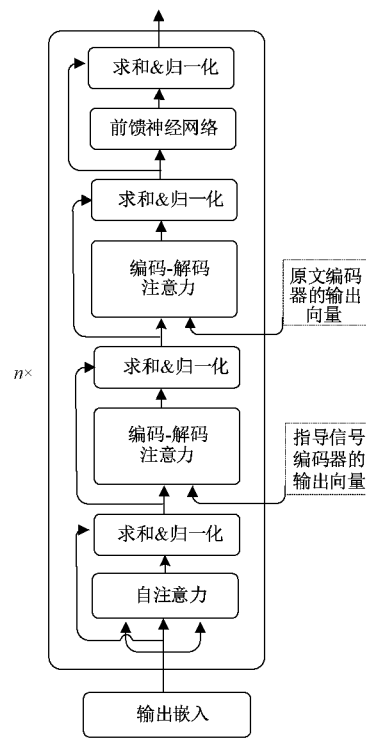 求和&归一化
前馈神经网络
求和&归一化
编码-解码
注意力
原文编码
器的输出
向量
n×
求和&归一化
编码-解码
注意力
指导信号
编码器的
输出向量
求和&归一化
自注意力
输出嵌入